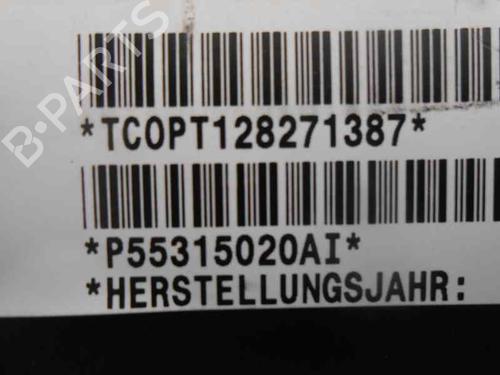 B-PARTS
*TCOPT128271387*
*P55315020AI*
*HERSTELLUNGSJAHR: